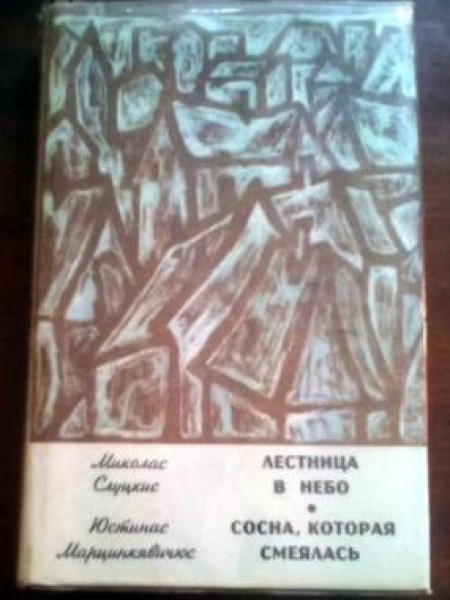 Миколас
Слуцкис
ЛЕСТНИЦА
В НЕБО
•
Юстинас
Марцинкявичюс
СОСНА, КОТОРАЯ
СМЕЯЛАСЬ